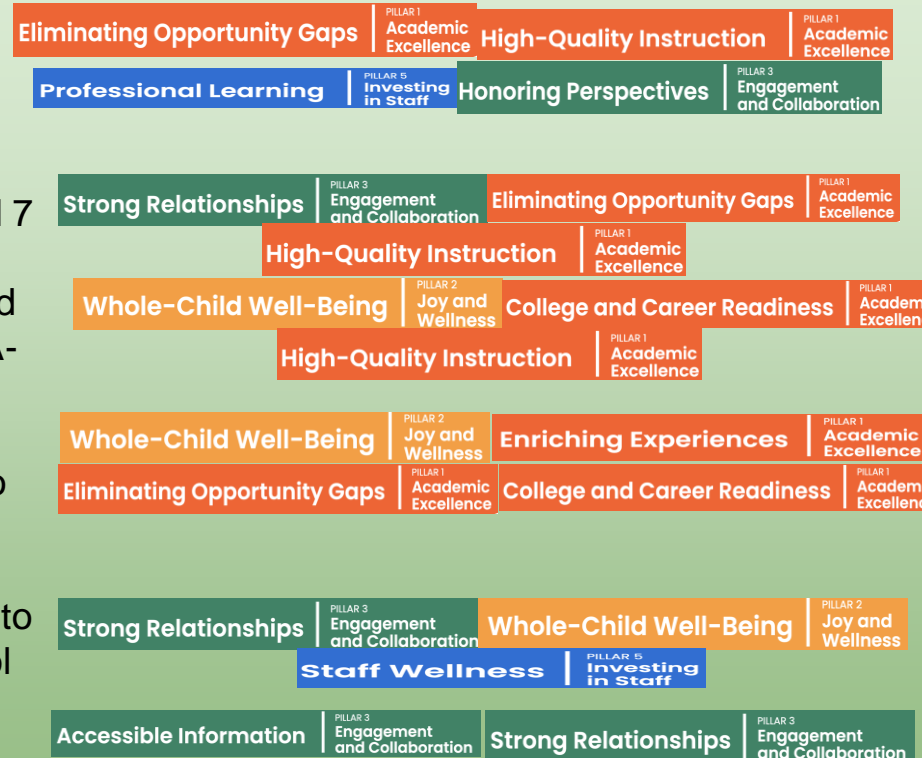 Eliminating Opportunity Gaps PILLAR 1 Academic Excellence High-Quality Instruction PILLAR 1 Academic Excellence
Professional Learning PILLAR 5 Investing in Staff Honoring Perspectives PILLAR 3 Engagement and Collaboration
7 Strong Relationships PILLAR 3 Engagement and Collaboration Eliminating Opportunity Gaps PILLAR 1 Academic Excellence
High-Quality Instruction PILLAR 1 Academic Excellence
Whole-Child Well-Being PILLAR 2 Joy and Wellness College and Career Readiness PILLAR 1
High-Quality Instruction PILLAR 1 Academic Excellence
Whole-Child Well-Being PILLAR 2 Joy and Wellness Enriching Experiences PILLAR 1 Academic Excellence
Eliminating Opportunity Gaps PILLAR 1 Academic Excellence College and Career Readiness PILLAR 1
to Strong Relationships PILLAR 3 Engagement and Collaboration Whole-Child Well-Being PILLAR 2 Joy and Wellness
Staff Wellness PILLAR 5 Investing in Staff
Accessible Information PILLAR 3 Engagement and Collaboration Strong Relationships PILLAR 3 Engagement and Collaboration